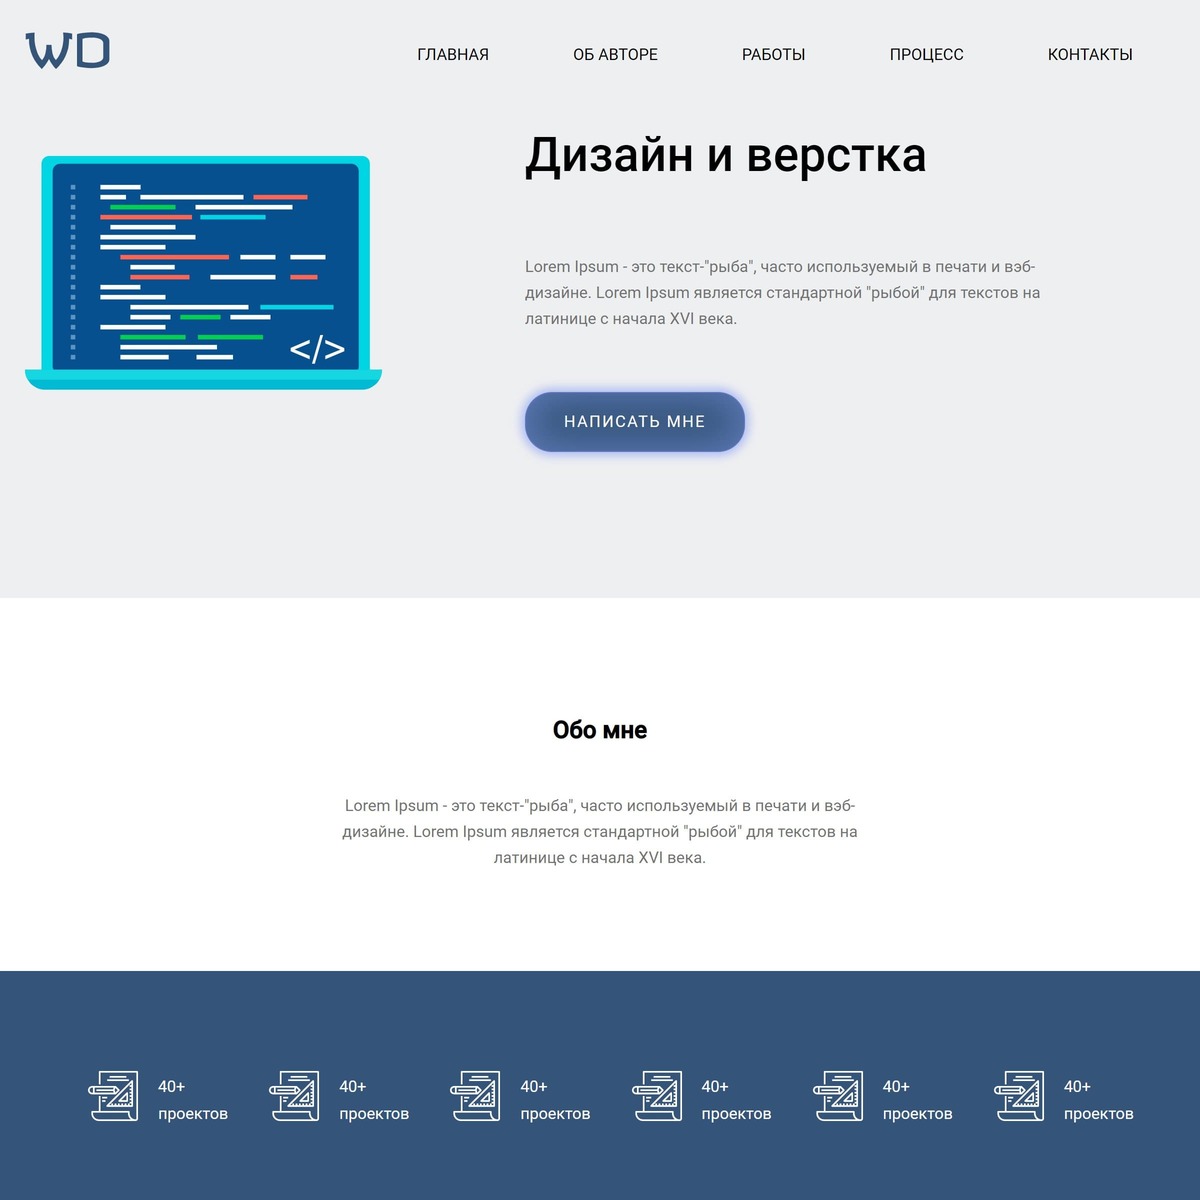 WD
ГЛАВНАЯ ОБ АВТОРЕ РАБОТЫ ПРОЦЕСС КОНТАКТЫ
Дизайн и верстка
Lorem Ipsum - это текст-"рыба", часто используемый в печати и вэб-
дизайне. Lorem Ipsum является стандартной "рыбой" для текстов на
латинице с начала XVI века.
</>
НАПИСАТЬ МНЕ
Обо мне
Lorem Ipsum - это текст-"рыба", часто используемый в печати и вэб-
дизайне. Lorem Ipsum является стандартной "рыбой" для текстов на
латинице с начала XVI века.
40+
проектов
40+
проектов
40+
проектов
40+
проектов
40+
проектов
40+
проектов